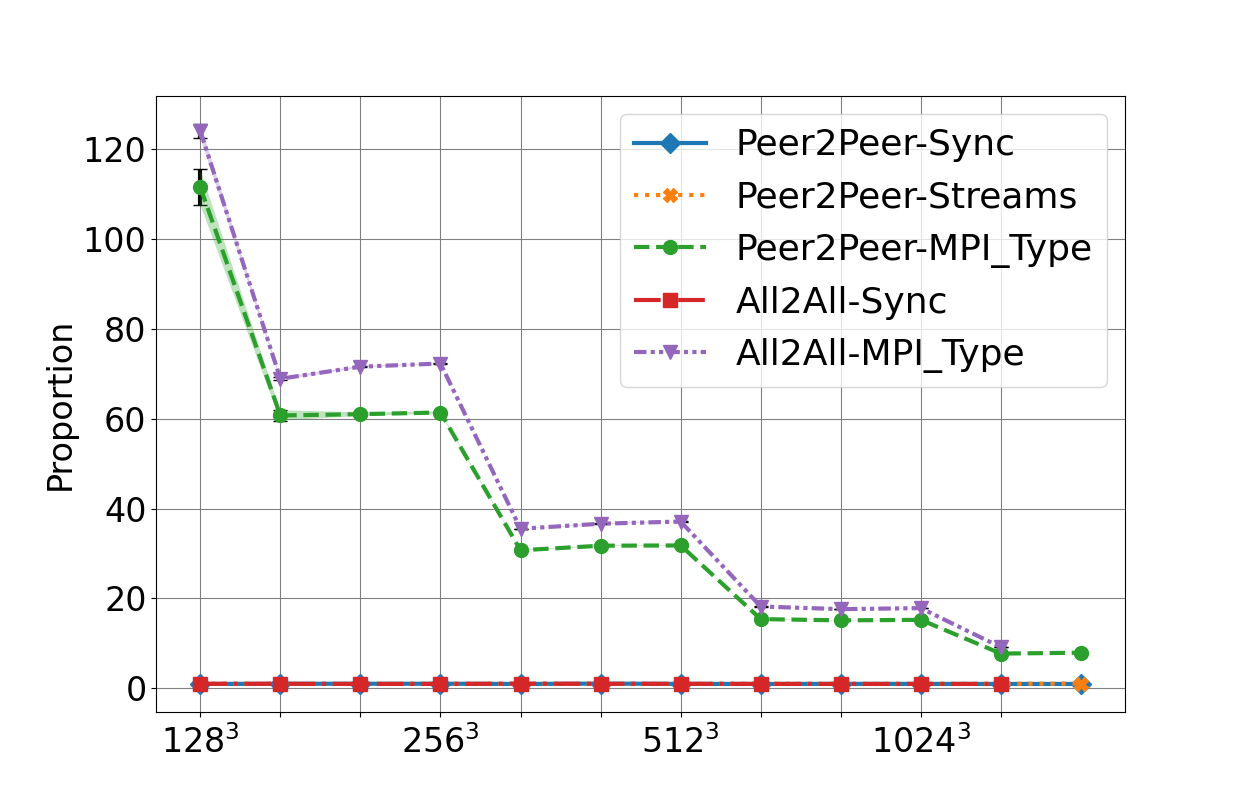 Proportion
120
100
80
60
40
20
0
128³
256³
512³
1024³
Peer2Peer-Sync
Peer2Peer-Streams
Peer2Peer-MPI_Type
All2All-Sync
All2All-MPI_Type